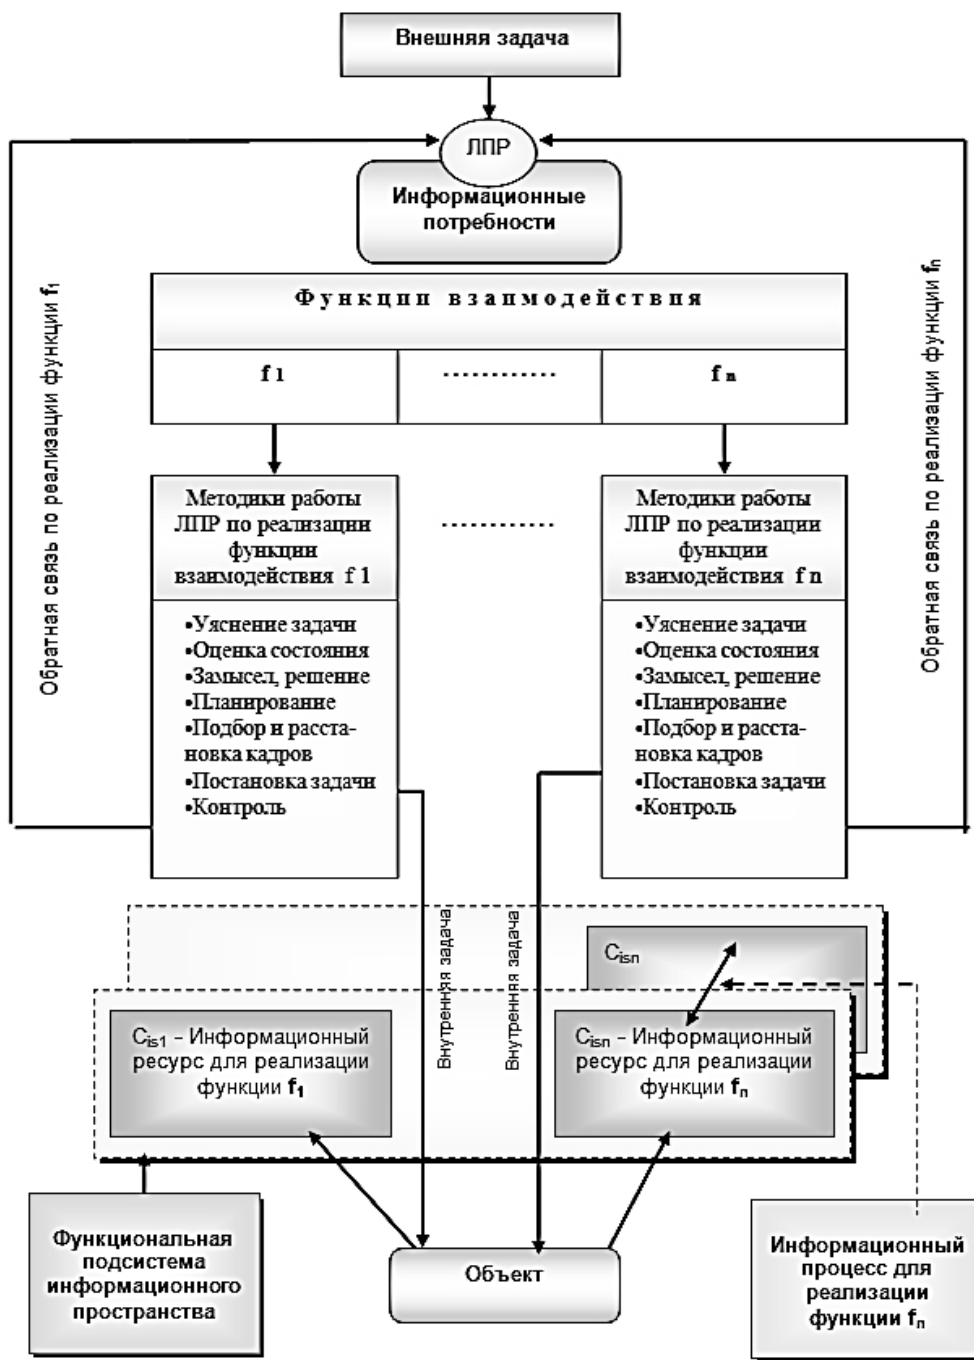 Внешняя задача
ЛПР
Информационные
потребности
Функции взаимодействия
f 1
............
f n
Обратная связь по реализации функции f1
Обратная связь по реализации функции fn
Методики работы
ЛПР по реализации
функции
взаимодействия f 1
............
Методики работы
ЛПР по реализации
функции
взаимодействия f n
•Уяснение задачи
•Оценка состояния
•Замысел, решение
•Планирование
•Подбор и расста-
новка кадров
•Постановка задачи
•Контроль
•Уяснение задачи
•Оценка состояния
•Замысел, решение
•Планирование
•Подбор и расста-
новка кадров
•Постановка задачи
•Контроль
Внутренняя задача
Внутренняя задача
Cisn
Cis1 - Информационный
ресурс для реализации
функции f1
Cisn - Информационный
ресурс для реализации
функции fn
Функциональная
подсистема
информационного
пространства
Объект
Информационный
процесс для
реализации
функции fn